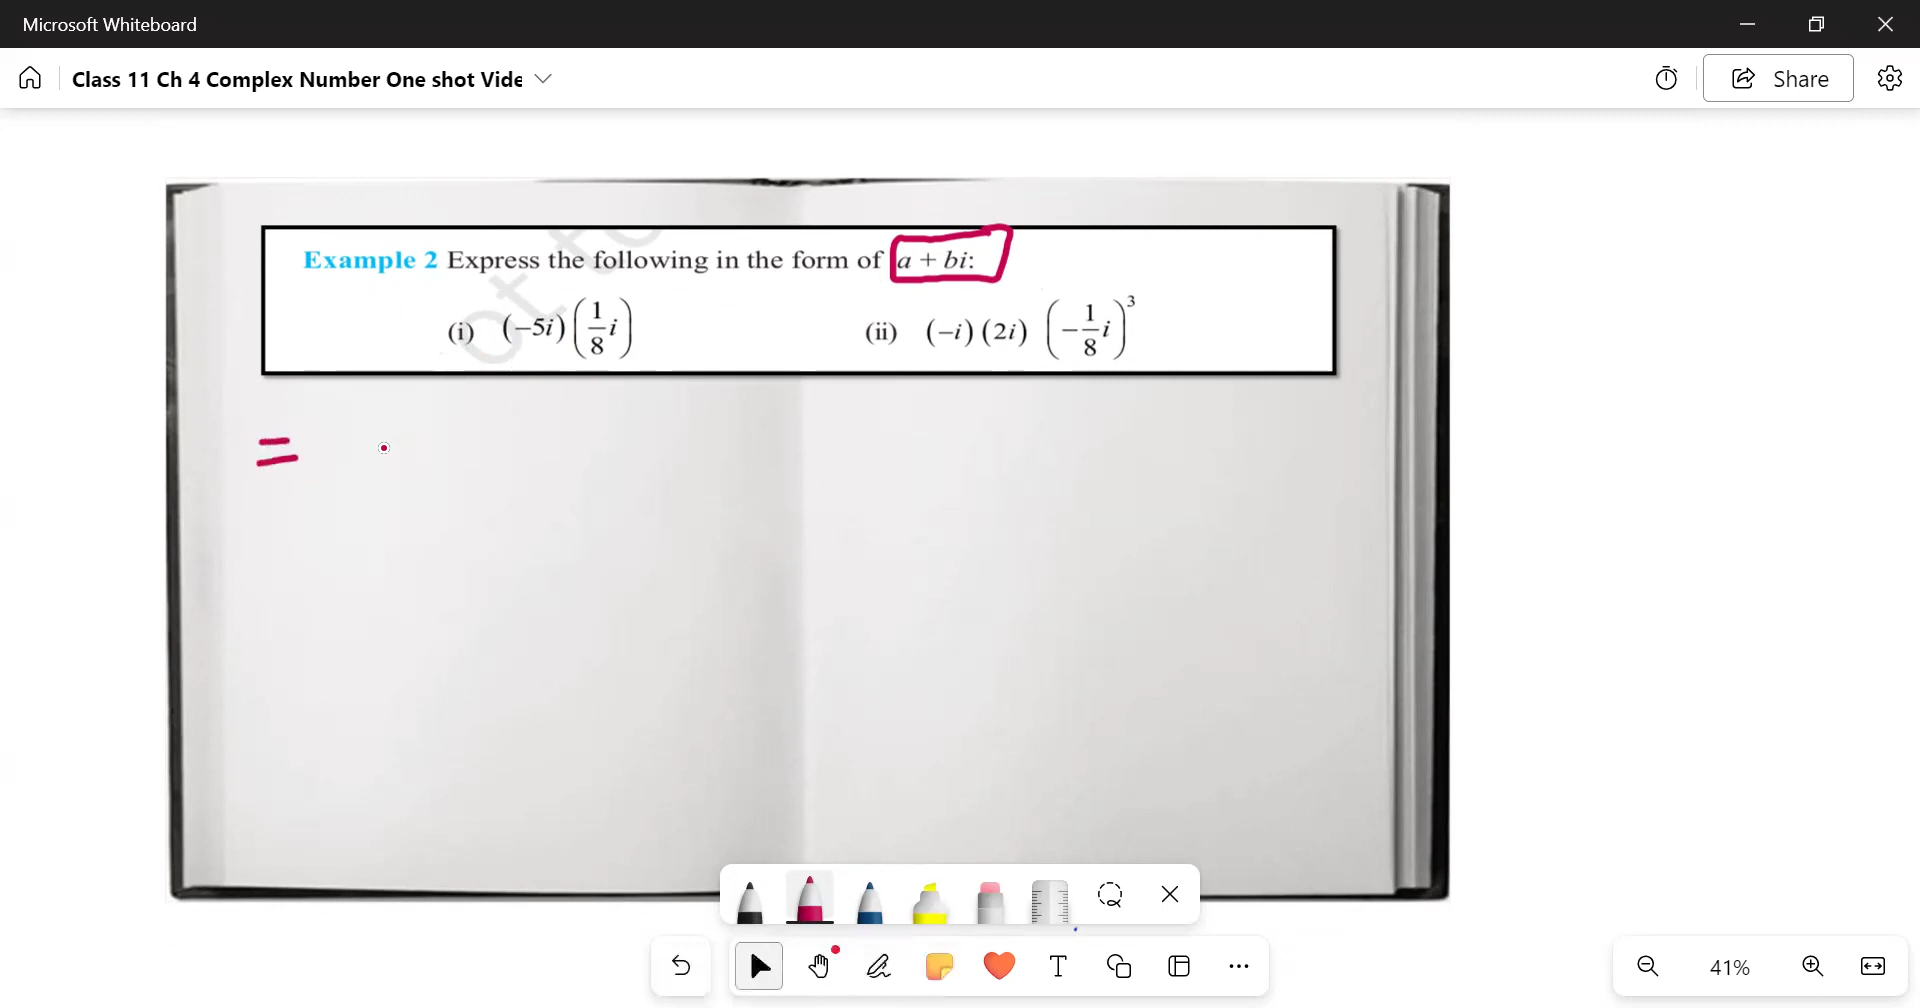 Microsoft Whiteboard
Class 11 Ch 4 Complex Number One shot Vide
Share
Example 2 Express the following in the form of a + bi:
(i) (−5i) (1/8 i) (ii) (−i) (2i) (−1/8 i)³
=
41%